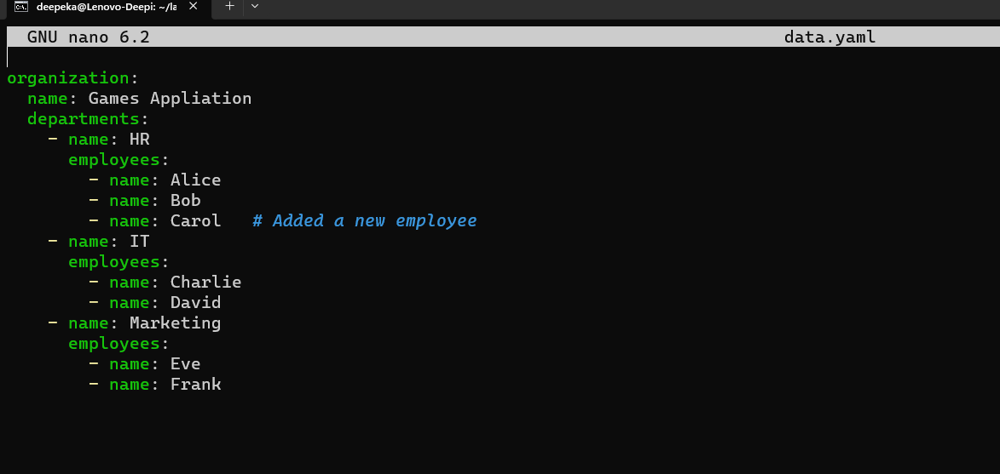 deepeka@Lenovo-Deepi: ~/la
GNU nano 6.2 data.yaml
organization:
  name: Games Appliation
  departments:
    - name: HR
      employees:
        - name: Alice
        - name: Bob
        - name: Carol   # Added a new employee
    - name: IT
      employees:
        - name: Charlie
        - name: David
    - name: Marketing
      employees:
        - name: Eve
        - name: Frank